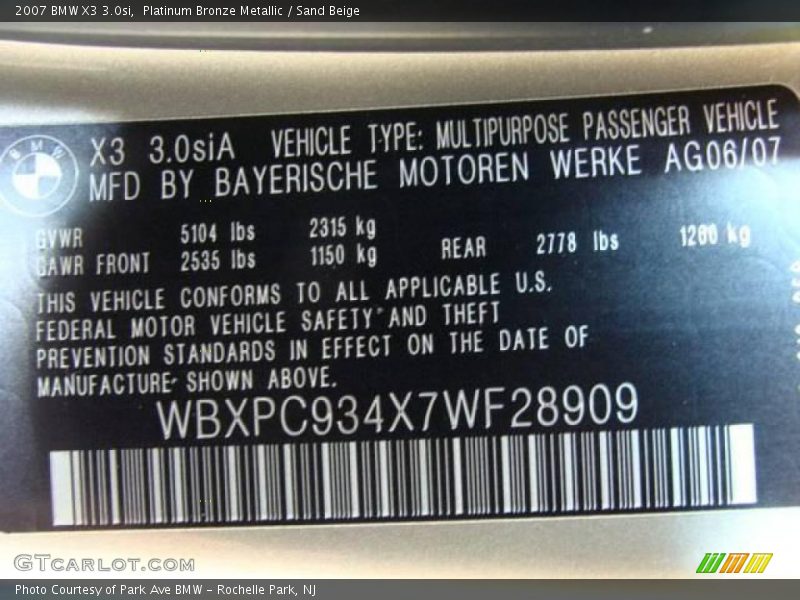 2007 BMW X3 3.0si, Platinum Bronze Metallic / Sand Beige
BMW
X3 3.0siA VEHICLE TYPE: MULTIPURPOSE PASSENGER VEHICLE
MFD BY BAYERISCHE MOTOREN WERKE AG06/07
GVWR 5104 lbs 2315 kg
GAWR FRONT 2535 lbs 1150 kg REAR 2778 lbs 1260 kg
THIS VEHICLE CONFORMS TO ALL APPLICABLE U.S.
FEDERAL MOTOR VEHICLE SAFETY AND THEFT
PREVENTION STANDARDS IN EFFECT ON THE DATE OF
MANUFACTURE SHOWN ABOVE.
WBXPC934X7WF28909
GTCARLOT.COM
Photo Courtesy of Park Ave BMW - Rochelle Park, NJ